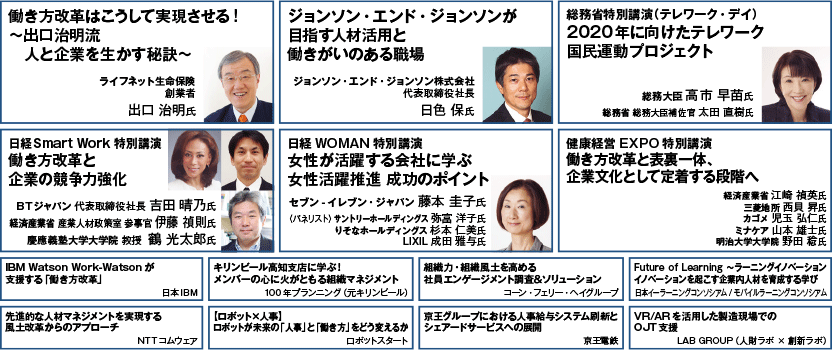 働き方改革はこうして実現させる！
～出口治明流
人と企業を生かす秘訣～
ライフネット生命保険
創業者
出口 治明氏
ジョンソン・エンド・ジョンソンが
目指す人材活用と
働きがいのある職場
ジョンソン・エンド・ジョンソン株式会社
代表取締役社長
日色 保氏
総務省特別講演（テレワーク・デイ）
2020年に向けたテレワーク
国民運動プロジェクト
総務大臣 高市 早苗氏
総務省 総務大臣補佐官 太田 直樹氏
日経Smart Work 特別講演
働き方改革と
企業の競争力強化
BTジャパン 代表取締役社長 吉田 晴乃氏
経済産業省 産業人材政策室 参事官 伊藤 禎則氏
慶應義塾大学大学院 教授 鶴 光太郎氏
日経 WOMAN 特別講演
女性が活躍する会社に学ぶ
女性活躍推進 成功のポイント
セブン‐イレブン・ジャパン 藤本 圭子氏
（パネリスト）サントリーホールディングス 弥富 洋子氏
りそなホールディングス 杉本 仁美氏
LIXIL 成田 雅与氏
健康経営 EXPO 特別講演
働き方改革と表裏一体、
企業文化として定着する段階へ
経済産業省 江崎 禎英氏
三菱地所 西貝 昇氏
カゴメ 児玉 弘仁氏
ミナケア 山本 雄士氏
明治大学大学院 野田 稔氏
IBM Watson Work-Watsonが
支援する「働き方改革」
日本IBM
キリンビール高知支店に学ぶ！
メンバーの心に火がともる組織マネジメント
100年プランニング（元キリンビール）
組織力・組織風土を高める
社員エンゲージメント調査&ソリューション
コーン・フェリー・ヘイグループ
Future of Learning ～ラーニングイノベーション
イノベーションを起こす企業内人材を育成する学び
日本イーラーニングコンソシアム / モバイルラーニングコンソシアム
先進的な人材マネジメントを実現する
風土改革からのアプローチ
NTTコムウェア
【ロボット×人事】
ロボットが未来の「人事」と「働き方」をどう変えるか
ロボットスタート
京王グループにおける人事給与システム刷新と
シェアードサービスへの展開
京王電鉄
VR/ARを活用した製造現場での
OJT支援
LAB GROUP（人財ラボ × 創新ラボ）